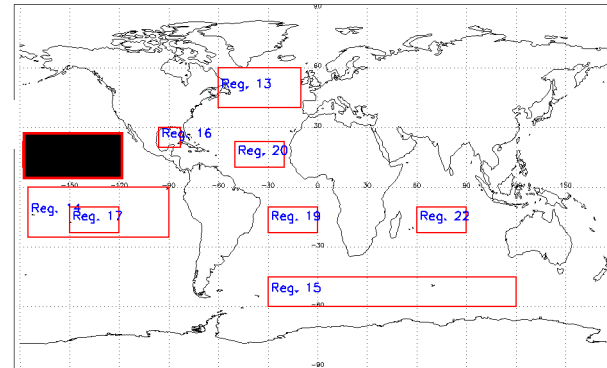 90
60
Reg. 13
30
Reg. 16
Reg. 20
-150 -120 -90 -60 -30 0 30 60 90 120 150
Reg. 14
Reg. 17 Reg. 19 Reg. 22
-30
Reg. 15
-60
-90